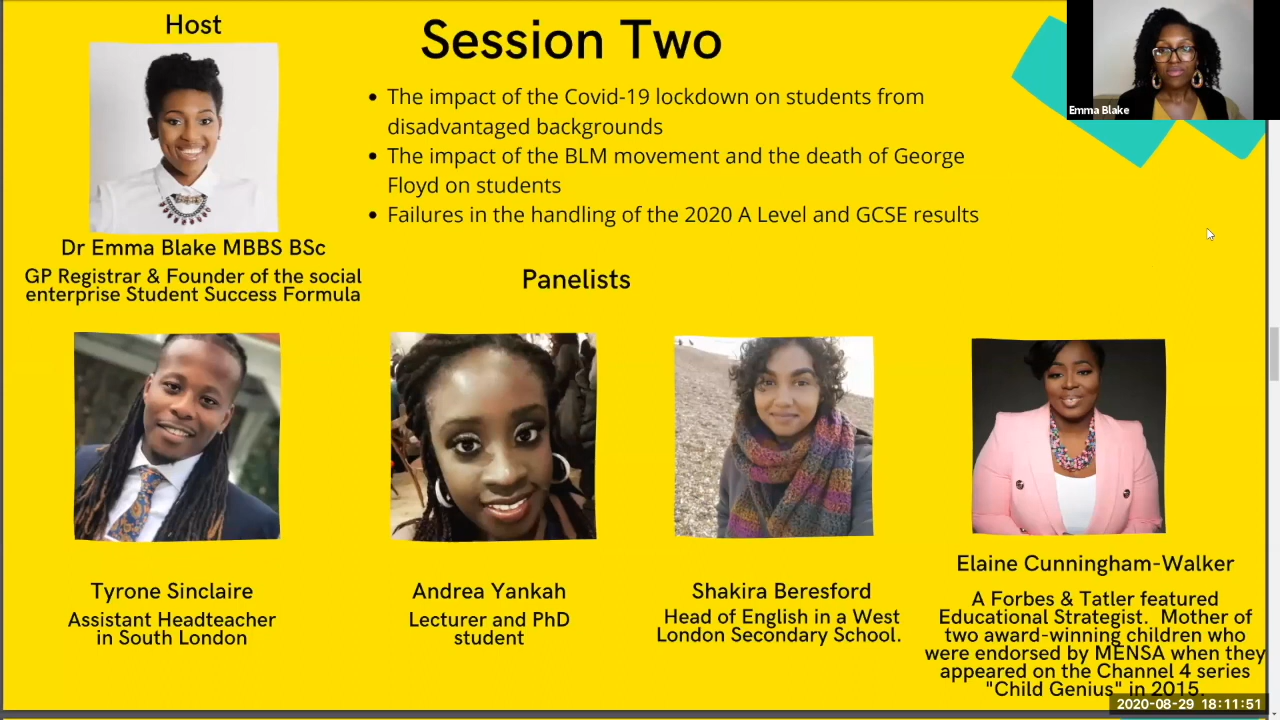 Host
Session Two
Emma Blake
The impact of the Covid-19 lockdown on students from
disadvantaged backgrounds
The impact of the BLM movement and the death of George
Floyd on students
Failures in the handling of the 2020 A Level and GCSE results
Dr Emma Blake MBBS BSc
GP Registrar & Founder of the social
enterprise Student Success Formula
Panelists
Tyrone Sinclaire
Assistant Headteacher
in South London
Andrea Yankah
Lecturer and PhD
student
Shakira Beresford
Head of English in a West
London Secondary School.
Elaine Cunningham-Walker
A Forbes & Tatler featured
Educational Strategist. Mother of
two award-winning children who
were endorsed by MENSA when they
appeared on the Channel 4 series
"Child Genius" in 2015.
2020-08-29 18:11:51